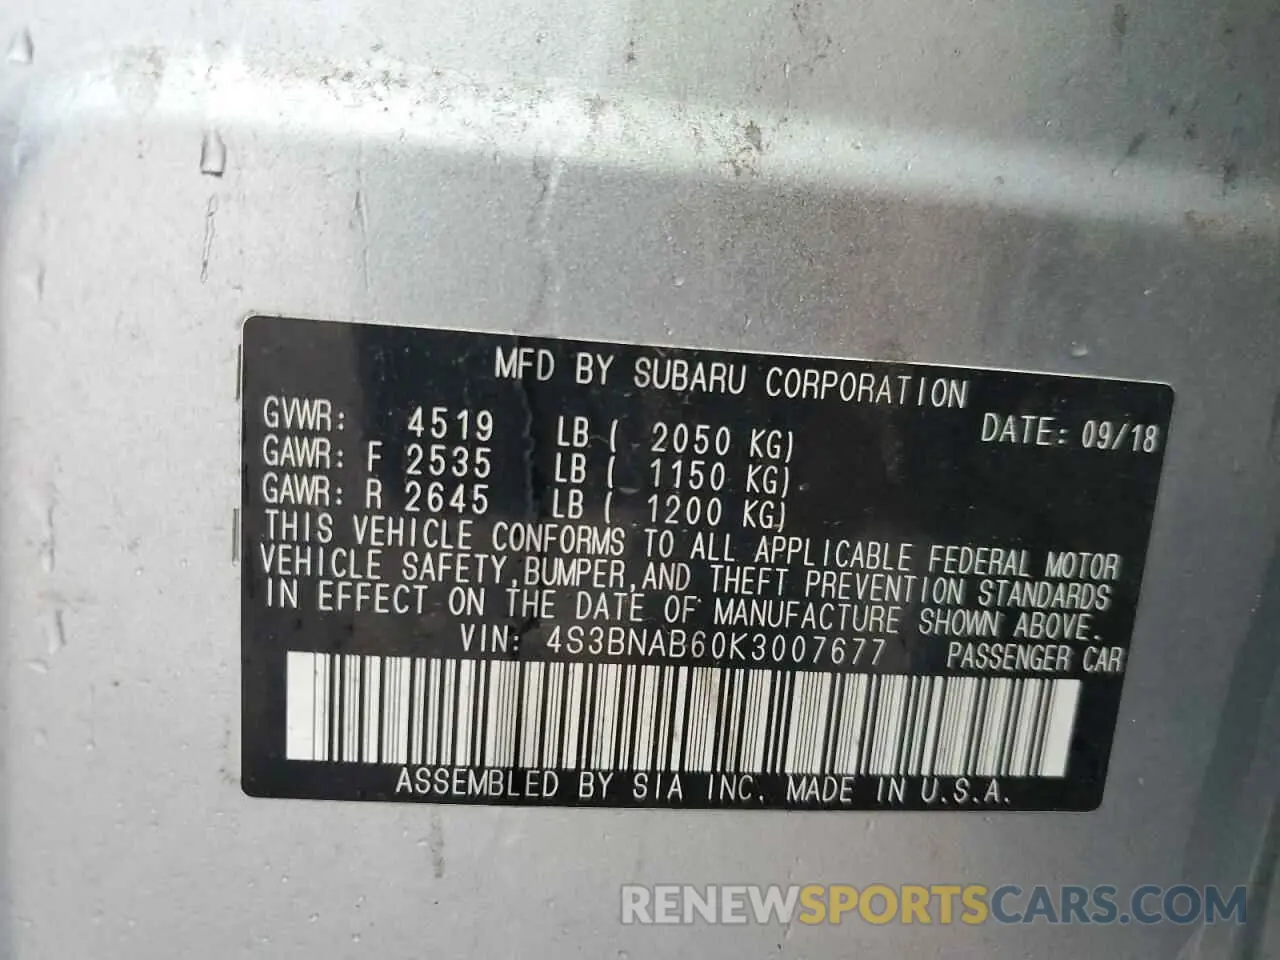 MFD BY SUBARU CORPORATION
GVWR: 4519 LB ( 2050 KG) DATE: 09/18
GAWR: F 2535 LB ( 1150 KG)
GAWR: R 2645 LB ( 1200 KG)
THIS VEHICLE CONFORMS TO ALL APPLICABLE FEDERAL MOTOR
VEHICLE SAFETY,BUMPER,AND THEFT PREVENTION STANDARDS
IN EFFECT ON THE DATE OF MANUFACTURE SHOWN ABOVE.
VIN: 4S3BNAB60K3007677 PASSENGER CAR
ASSEMBLED BY SIA INC. MADE IN U.S.A.
RENEWSPORTSCARS.COM